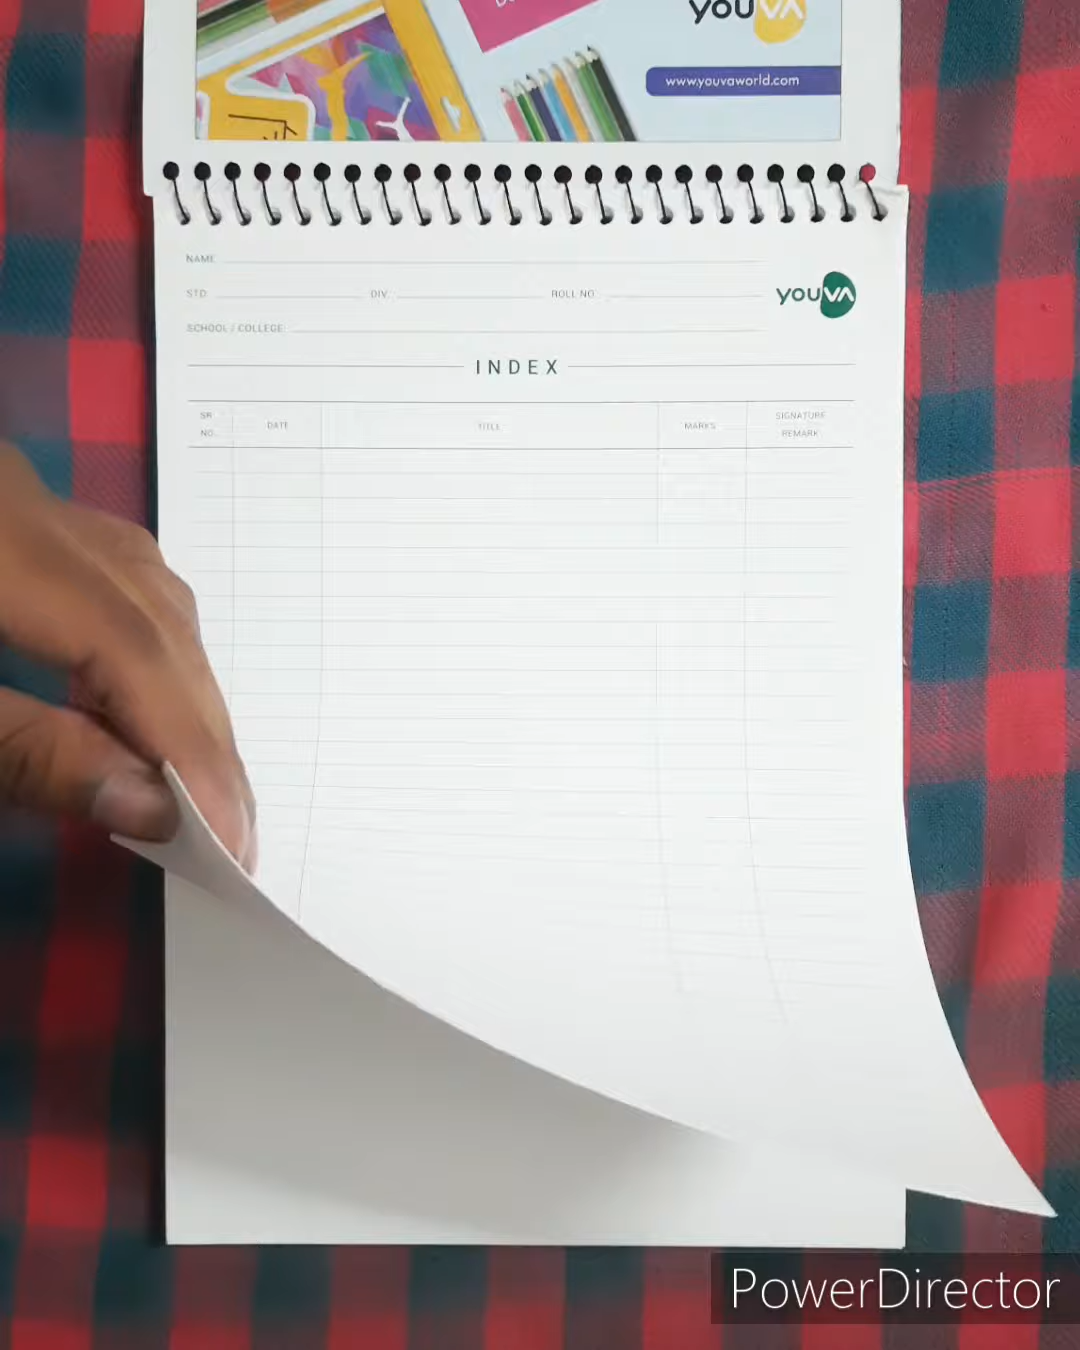 youVA
www.youvaworld.com
NAME
STD. DIV. ROLL NO.
youVA
SCHOOL / COLLEGE
INDEX
SR. NO. DATE TITLE MARKS SIGNATURE REMARK
PowerDirector